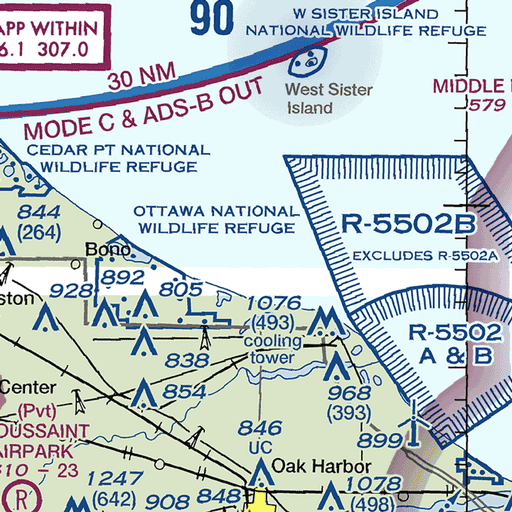 APP WITHIN
6.1 307.0
90
W SISTER ISLAND
NATIONAL WILDLIFE REFUGE
30 NM
MODE C & ADS-B OUT
West Sister
Island
MIDDLE
579
CEDAR PT NATIONAL
WILDLIFE REFUGE
844
(264)
OTTAWA NATIONAL
WILDLIFE REFUGE
R-5502B
EXCLUDES R-5502A
Bono
892
928
805
ston
1076
(493)
cooling
tower
R-5502
A & B
838
Center
854
968
(393)
(Pvt)
OUSSAINT
AIRPARK
610 - 23
846
UC
899
Oak Harbor
R
1247
(642)
908
848
1078
(498)